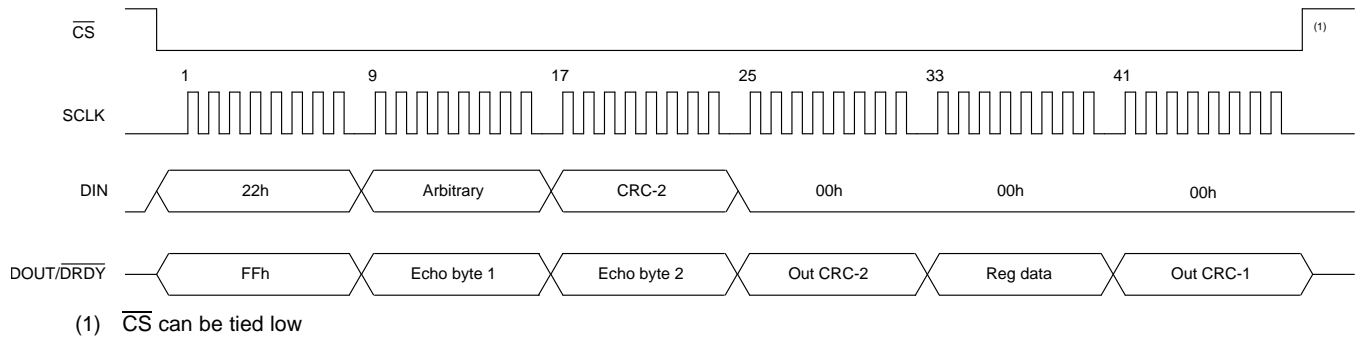 CS
(1)
1 9 17 25 33 41
SCLK
DIN 22h Arbitrary CRC-2 00h 00h 00h
DOUT/DRDY FFh Echo byte 1 Echo byte 2 Out CRC-2 Reg data Out CRC-1
(1) CS can be tied low